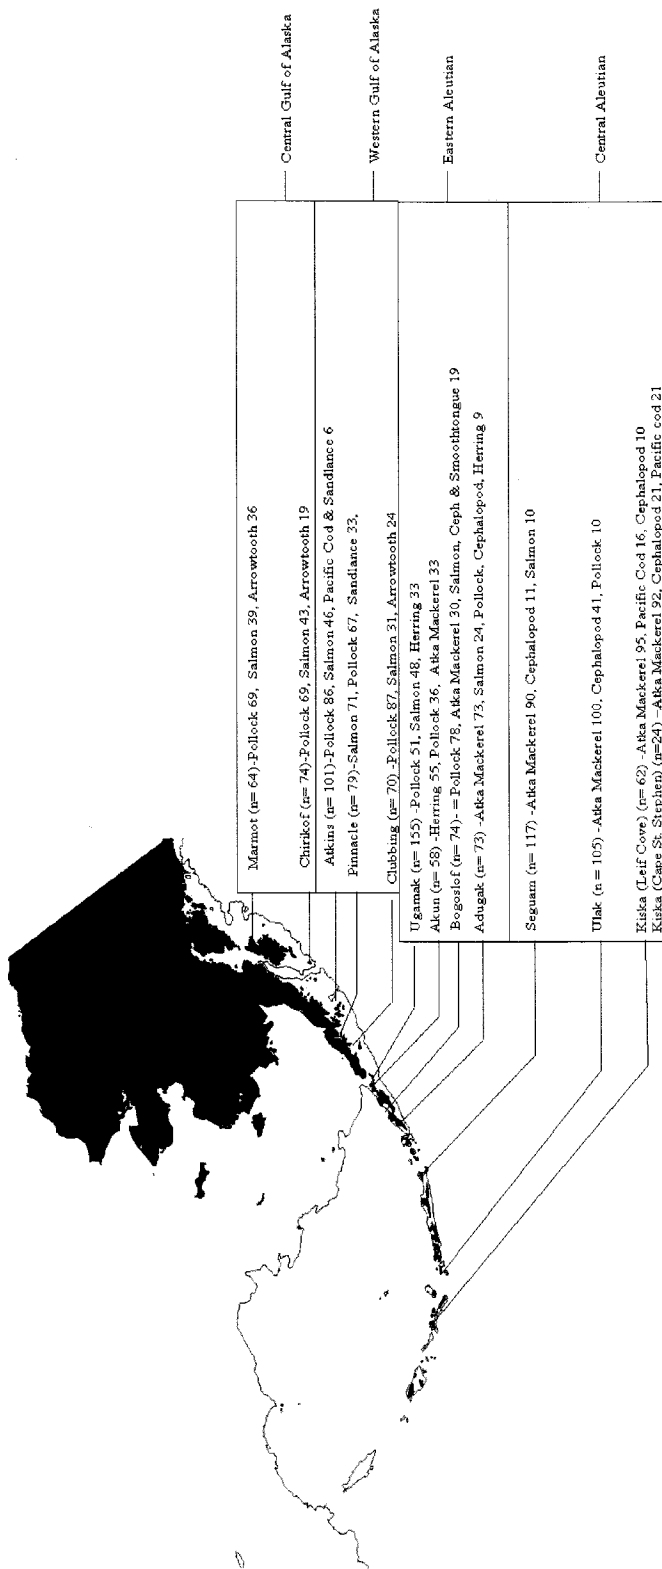 Marmot (n= 64)-Pollock 69, Salmon 39, Arrowtooth 36
Chirikof (n= 74)-Pollock 69, Salmon 43, Arrowtooth 19
Atkins (n= 101)-Pollock 86, Salmon 46, Pacific Cod & Sandlance 6
Pinnacle (n= 79)-Salmon 71, Pollock 67, Sandlance 33,
Clubbing (n= 70) -Pollock 87, Salmon 31, Arrowtooth 24
Ugamak (n= 155) -Pollock 51, Salmon 48, Herring 33
Akun (n= 58) -Herring 55, Pollock 36, Atka Mackerel 33
Bogoslof (n= 74)- = Pollock 78, Atka Mackerel 30, Salmon, Ceph & Smoothtongue 19
Adugak (n= 73) -Atka Mackerel 73, Salmon 24, Pollock, Cephalopod, Herring 9
Seguam (n= 117) -Atka Mackerel 90, Cephalopod 11, Salmon 10
Ulak (n = 105) -Atka Mackerel 100, Cephalopod 41, Pollock 10
Kiska (Leif Cove) (n= 62) -Atka Mackerel 95, Pacific Cod 16, Cephalopod 10
Kiska (Cape St. Stephen) (n=24) -Atka Mackerel 92, Cephalopod 21, Pacific cod 21
Central Gulf of Alaska
Western Gulf of Alaska
Eastern Aleutian
Central Aleutian